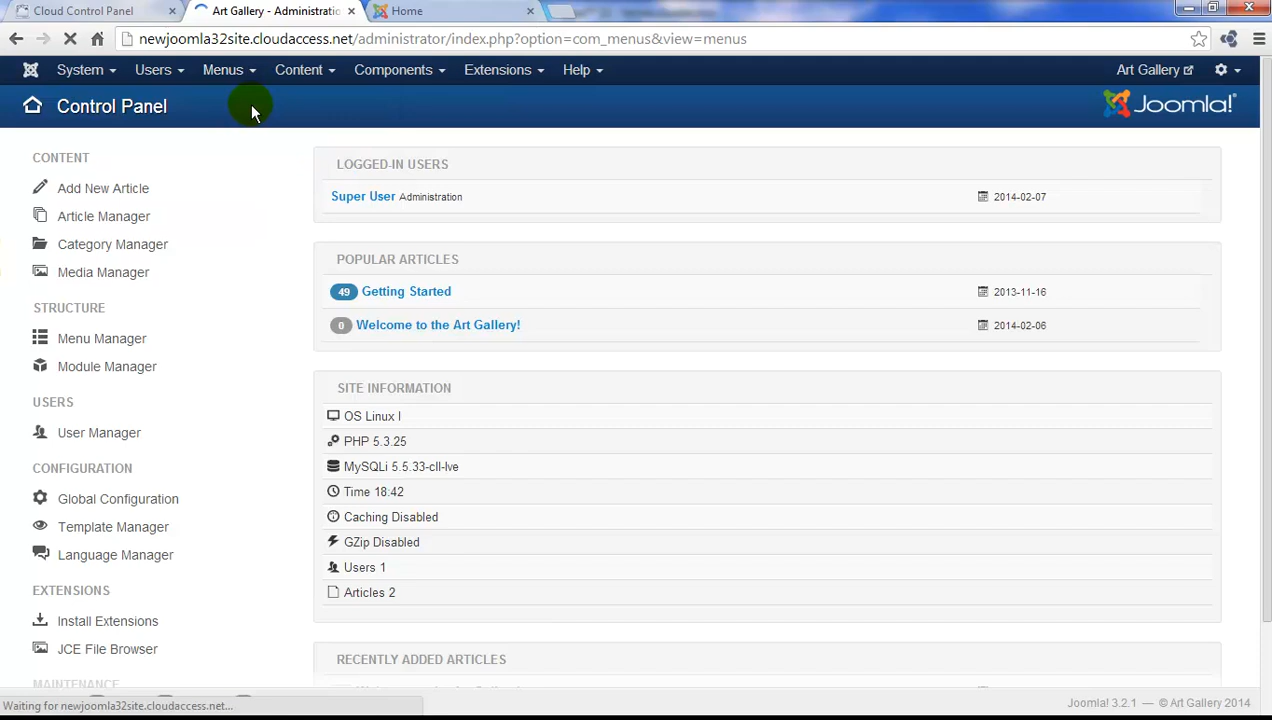 Cloud Control Panel
Art Gallery - Administratio
Home
newjoomla32site.cloudaccess.net/administrator/index.php?option=com_menus&view=menus
System Users Menus Content Components Extensions Help Art Gallery
Control Panel
Joomla!
CONTENT
Add New Article
Article Manager
Category Manager
Media Manager
STRUCTURE
Menu Manager
Module Manager
USERS
User Manager
CONFIGURATION
Global Configuration
Template Manager
Language Manager
EXTENSIONS
Install Extensions
JCE File Browser
MAINTENANCE
LOGGED-IN USERS
Super User Administration 2014-02-07
POPULAR ARTICLES
49 Getting Started 2013-11-16
0 Welcome to the Art Gallery! 2014-02-06
SITE INFORMATION
OS Linux l
PHP 5.3.25
MySQLi 5.5.33-cll-lve
Time 18:42
Caching Disabled
GZip Disabled
Users 1
Articles 2
RECENTLY ADDED ARTICLES
Waiting for newjoomla32site.cloudaccess.net...
Joomla! 3.2.1 — © Art Gallery 2014